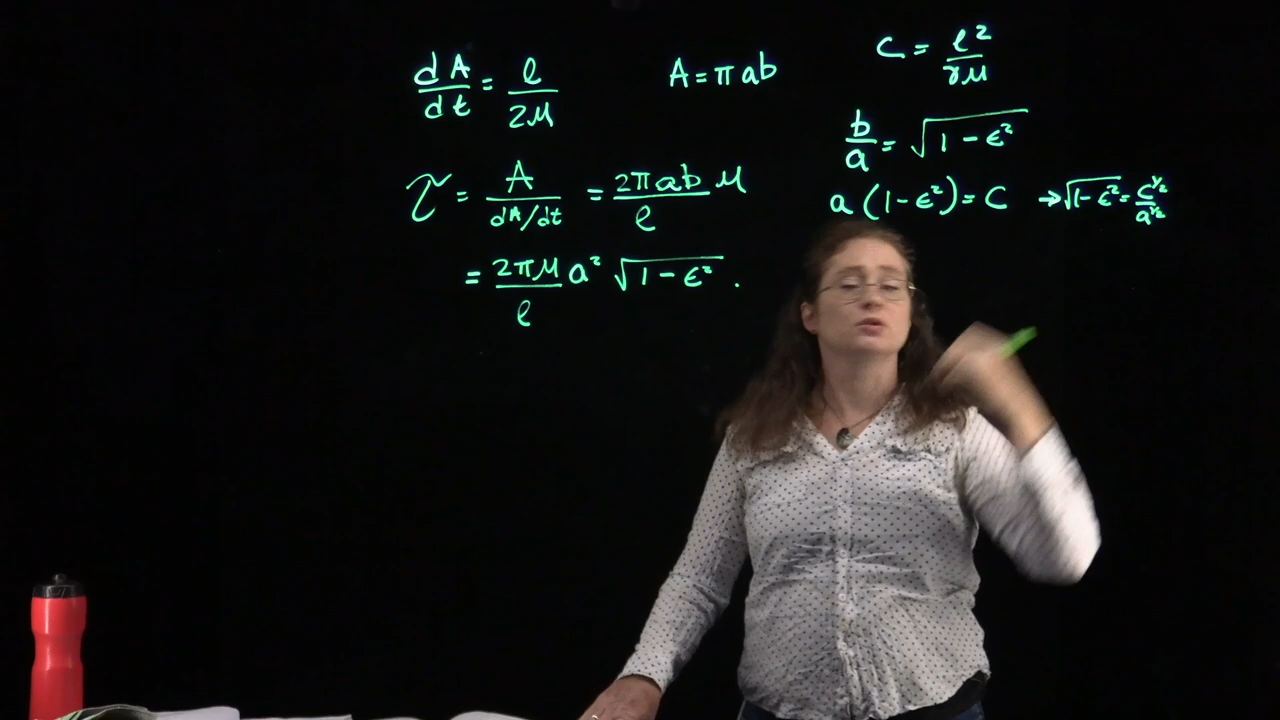 dA/dt = ℓ/2μ
A = πab
c = ℓ²/γμ
b/a = √(1 − ϵ²)
a(1 − ϵ²) = c → √(1 − ϵ²) = c^½/a^½
τ = A/(dA/dt) = 2πab/ℓ μ
= 2πμ/ℓ a² √(1 − ϵ²) .